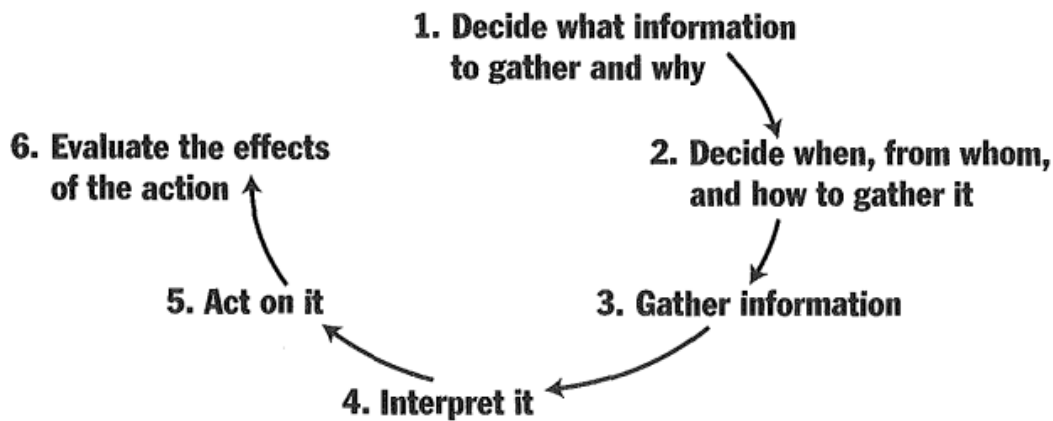 1. Decide what information
to gather and why
2. Decide when, from whom,
and how to gather it
3. Gather information
4. Interpret it
5. Act on it
6. Evaluate the effects
of the action